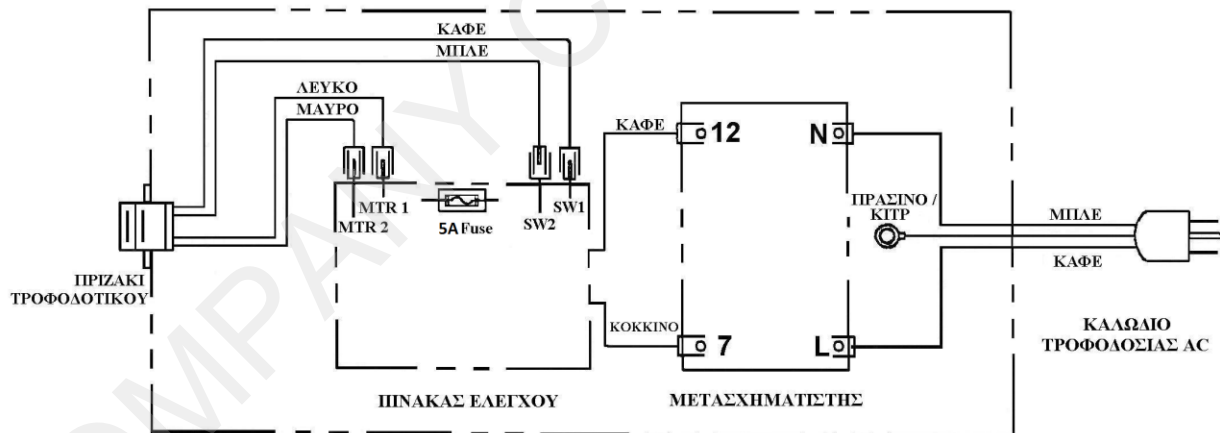 ΚΑΦΕ
ΜΠΛΕ
ΛΕΥΚΟ
ΜΑΥΡΟ
MTR 1
MTR 2
5A Fuse
SW1
SW2
ΚΑΦΕ
ΚΟΚΚΙΝΟ
12
N
7
L
ΠΡΑΣΙΝΟ /
ΚΙΤΡ
ΜΠΛΕ
ΚΑΦΕ
ΠΡΙΖΑΚΙ
ΤΡΟΦΟΔΟΤΙΚΟΥ
ΚΑΛΩΔΙΟ
ΤΡΟΦΟΔΟΣΙΑΣ AC
ΠΙΝΑΚΑΣ ΕΛΕΓΧΟΥ
ΜΕΤΑΣΧΗΜΑΤΙΣΤΗΣ